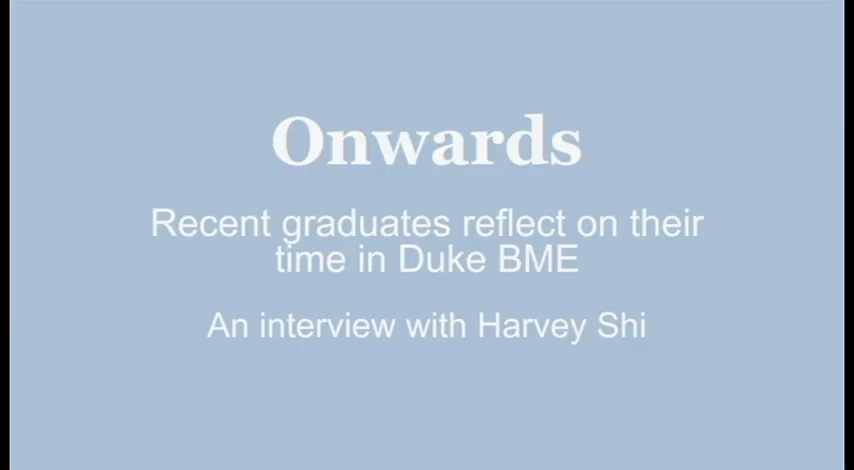 Onwards
Recent graduates reflect on their
time in Duke BME
An interview with Harvey Shi